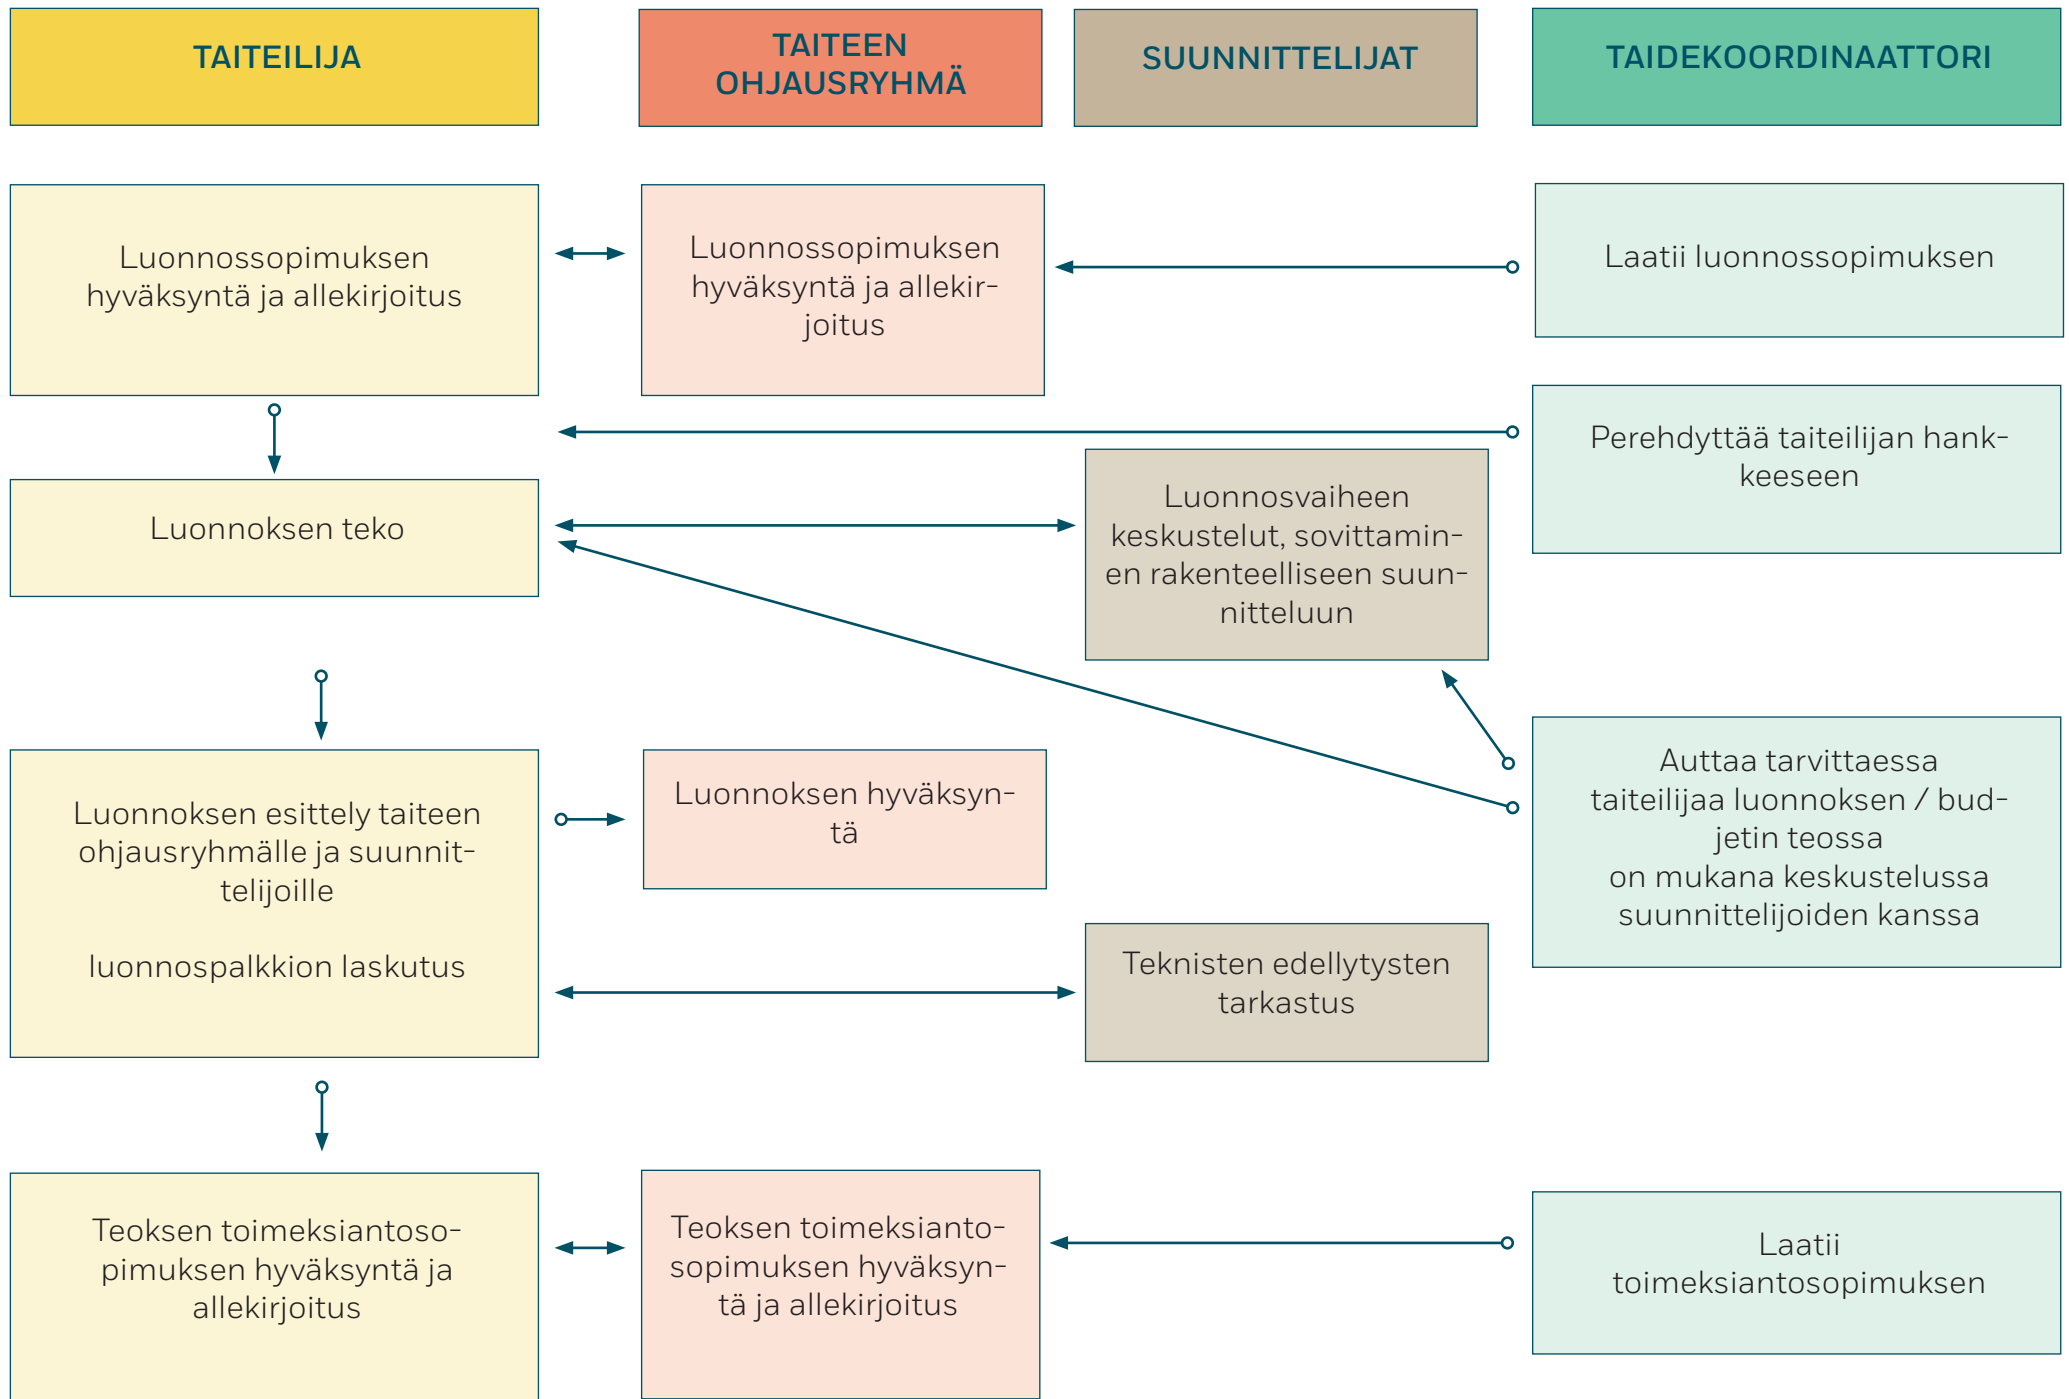 TAITEILIJA
TAITEEN
OHJAUSRYHMÄ
SUUNNITTELIJAT
TAIDEKOORDINAATTORI
Luonnossopimuksen
hyväksyntä ja allekirjoitus
Luonnossopimuksen
hyväksyntä ja allekir-
joitus
Laatii luonnossopimuksen
Perehdyttää taiteilijan hank-
keeseen
Luonnoksen teko
Luonnosvaiheen
keskustelut, sovittamin-
en rakenteelliseen suun-
nitteluun
Luonnoksen esittely taiteen
ohjausryhmälle ja suunnit-
telijoille
luonnospalkkion laskutus
Luonnoksen hyväksyn-
tä
Auttaa tarvittaessa
taiteilijaa luonnoksen / bud-
jetin teossa
on mukana keskustelussa
suunnittelijoiden kanssa
Teknisten edellytysten
tarkastus
Teoksen toimeksiantoso-
pimuksen hyväksyntä ja
allekirjoitus
Teoksen toimeksianto-
sopimuksen hyväksyn-
tä ja allekirjoitus
Laatii
toimeksiantosopimuksen